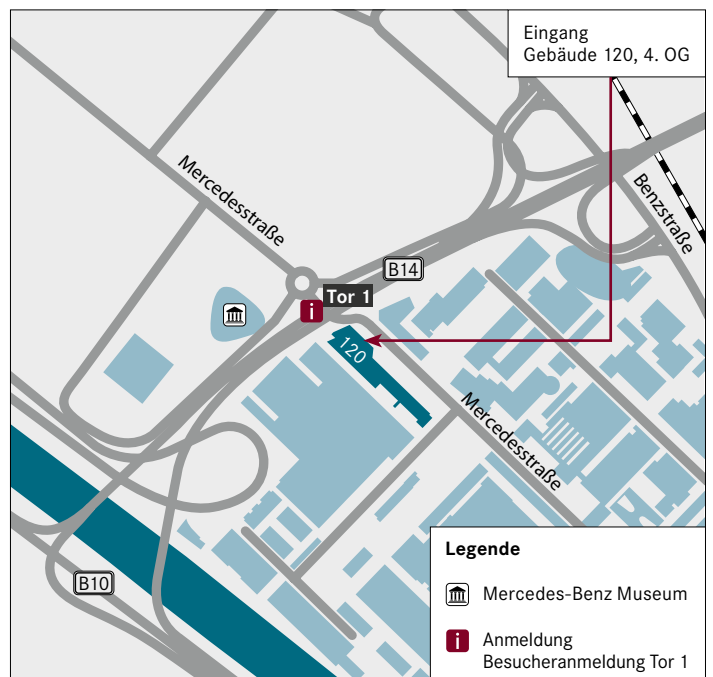 Eingang
Gebäude 120, 4. OG
Mercedesstraße
Benzstraße
B14
Tor 1
i
120
Mercedesstraße
B10
Legende
Mercedes-Benz Museum
i
Anmeldung
Besucheranmeldung Tor 1